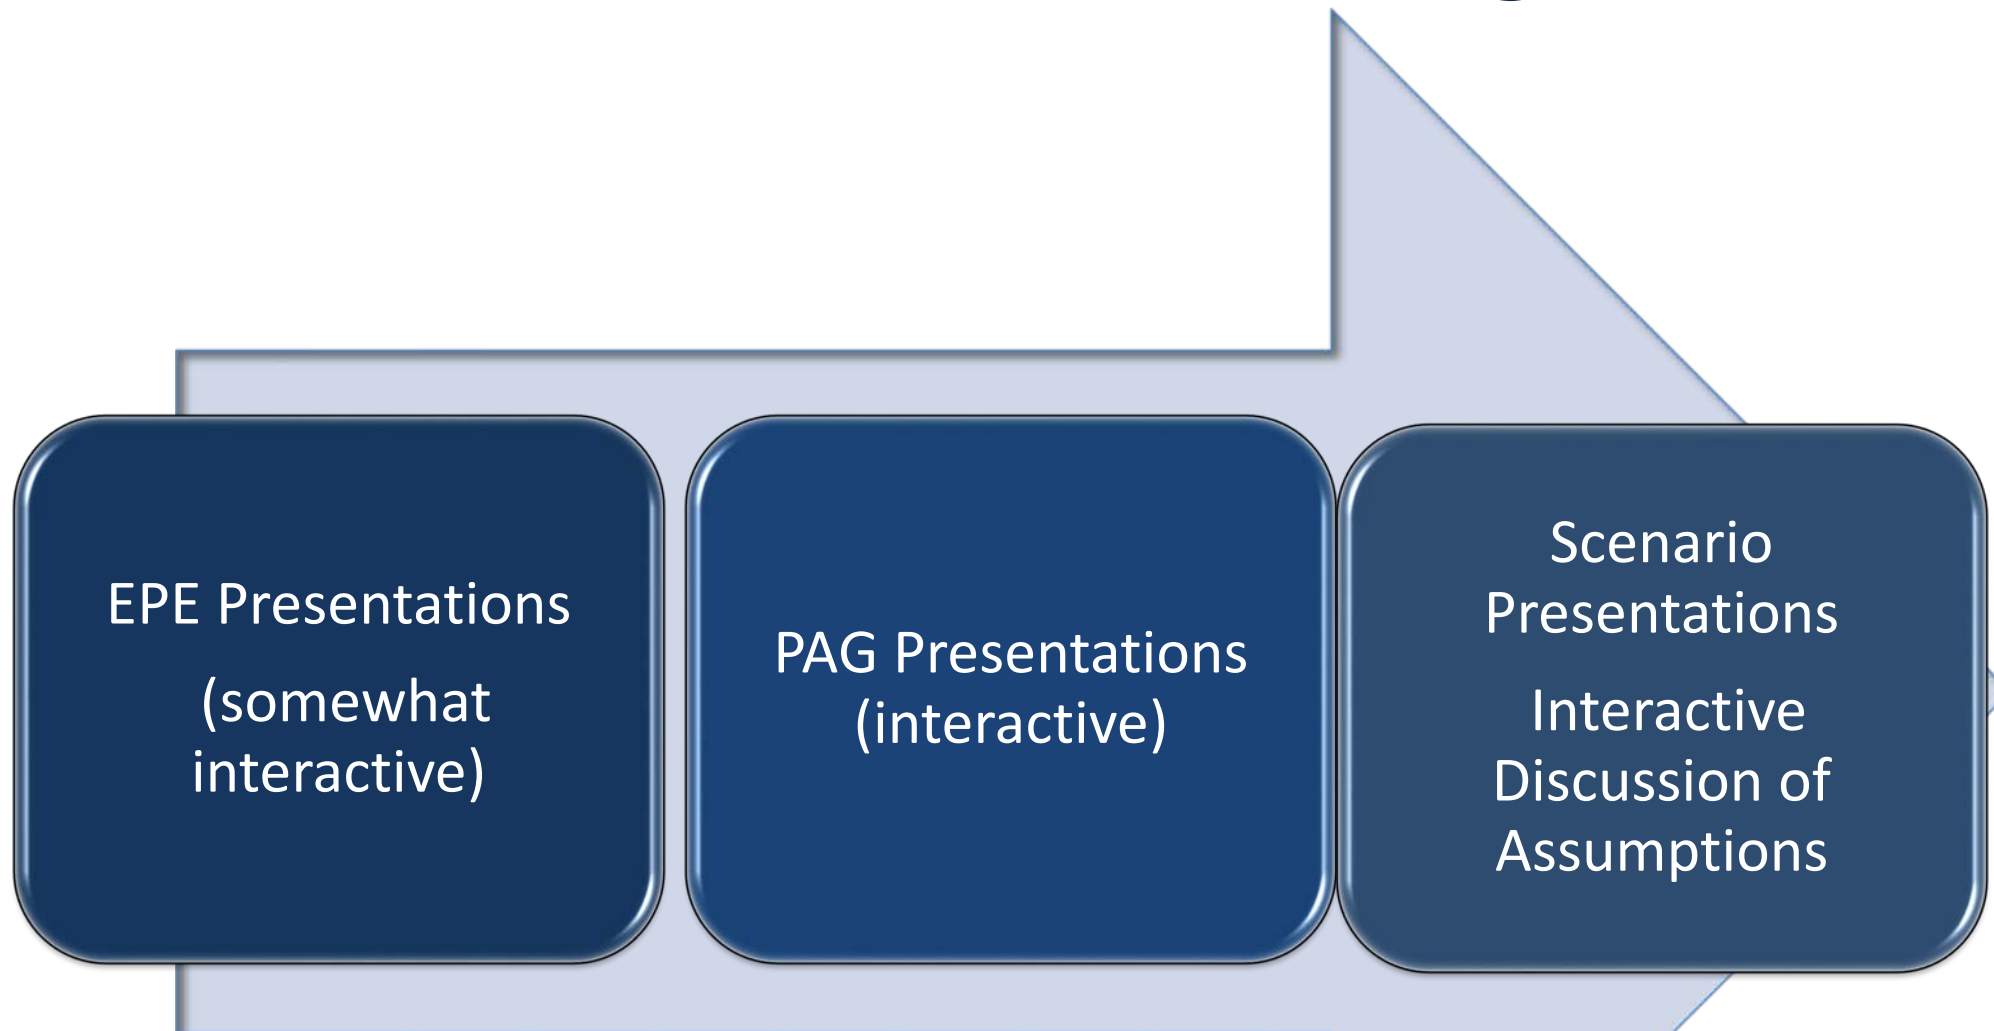 EPE Presentations
(somewhat
interactive)
PAG Presentations
(interactive)
Scenario
Presentations
Interactive
Discussion of
Assumptions